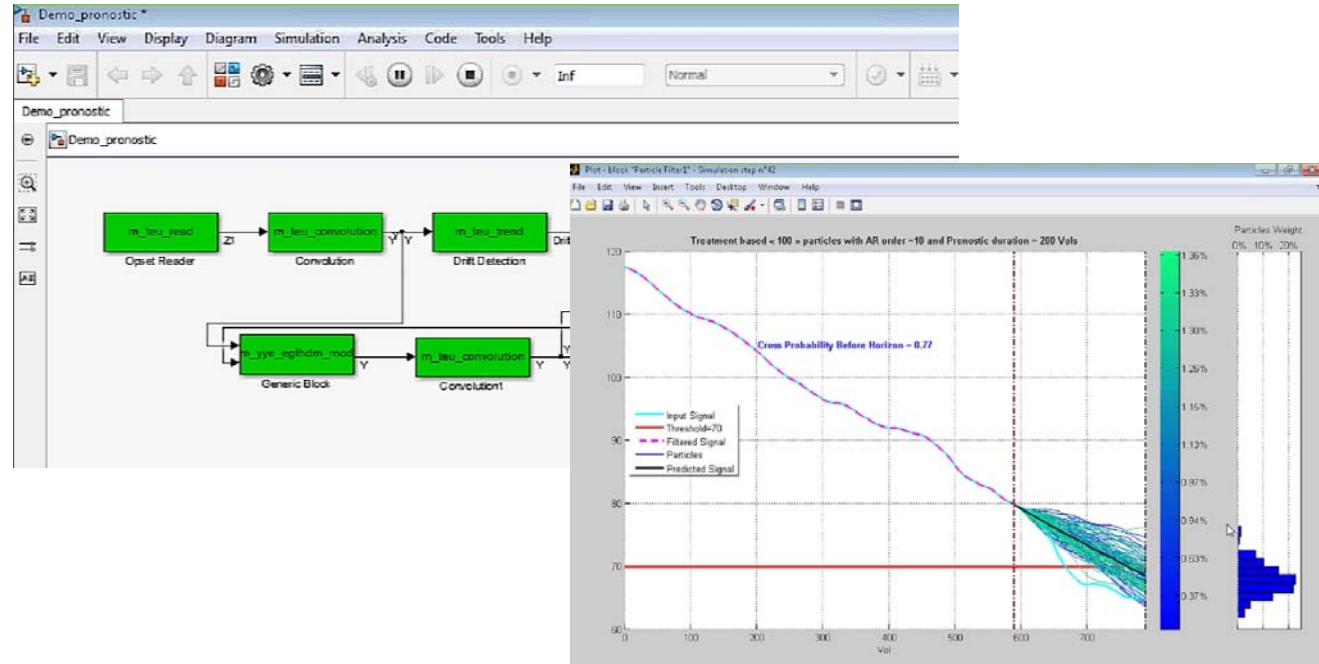 Demo_pronostic *
File Edit View Display Diagram Simulation Analysis Code Tools Help
Inf Normal
Demo_pronostic
Demo_pronostic
m_teu_read
Z1
Opset Reader
m_teu_convolution
Y Y
Convolution
m_teu_trend
Drift Detection
m_yye_egthdm_mod
Y
Generic Block
m_teu_convolution
Y
Convolution1
Y
Plot - block "Particle Filter1" - Simulation step n°42
File Edit View Insert Tools Desktop Window Help
Treatment based < 100 > particles with AR order ~10 and Pronostic duration ~ 200 Vols
Particles Weight
0% 10% 20%
Cross Probability Before Horizon ~ 0.77
Input Signal
Threshold=70
Filtered Signal
Particles
Predicted Signal
120
110
100
90
80
70
60
0 100 200 300 400 500 600 700
Vol
1.36%
1.33%
1.30%
1.26%
1.15%
1.13%
0.97%
0.94%
0.63%
0.37%